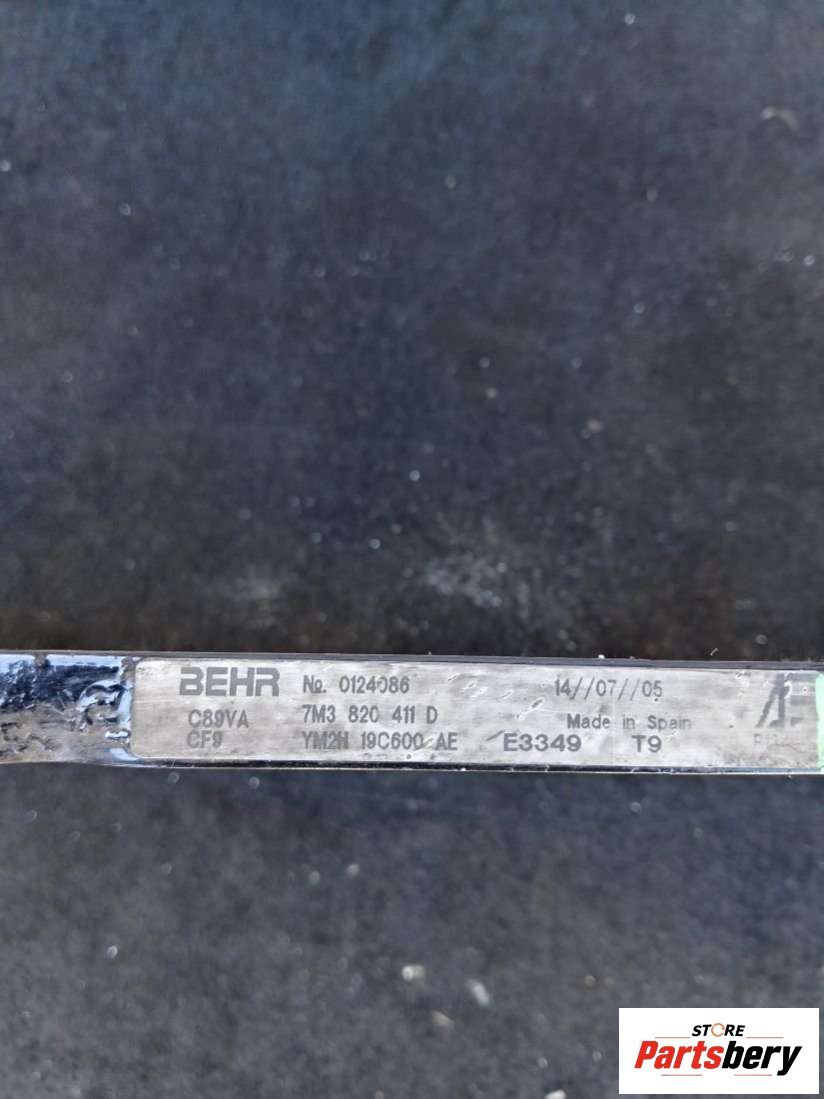 BEHR No. 0124086 14//07//05
C89VA 7M3 820 411 D Made in Spain
CF9 YM2H 19C600 AE E3349 T9
STORE
Partsbery